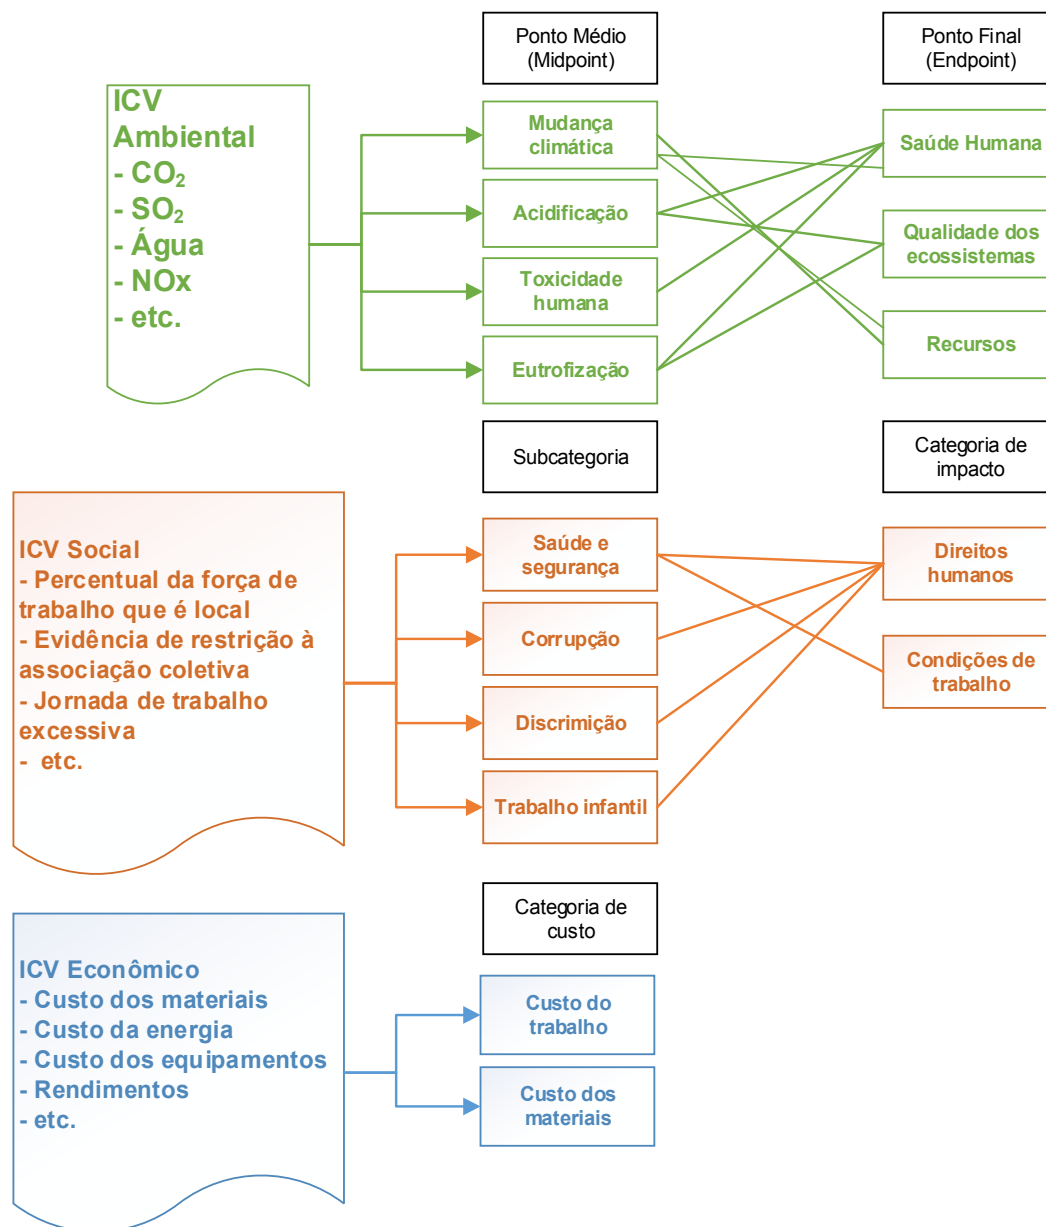 Ponto Médio
(Midpoint)
Ponto Final
(Endpoint)
ICV
Ambiental
- CO₂
- SO₂
- Água
- NOx
- etc.
Mudança
climática
Acidificação
Toxicidade
humana
Eutrofização
Saúde Humana
Qualidade dos
ecossistemas
Recursos
Subcategoria
Categoria de
impacto
ICV Social
- Percentual da força de
trabalho que é local
- Evidência de restrição à
associação coletiva
- Jornada de trabalho
excessiva
- etc.
Saúde e
segurança
Corrupção
Discrimição
Trabalho infantil
Direitos
humanos
Condições de
trabalho
Categoria de
custo
ICV Econômico
- Custo dos materiais
- Custo da energia
- Custo dos equipamentos
- Rendimentos
- etc.
Custo do
trabalho
Custo dos
materiais